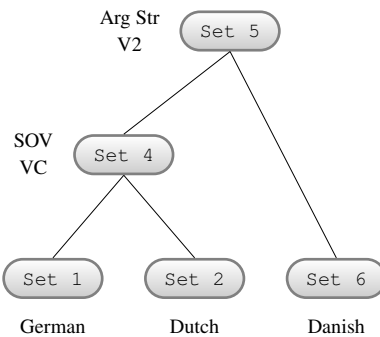 Arg Str
V2
Set 5
SOV
VC
Set 4
Set 1
Set 2
Set 6
German
Dutch
Danish